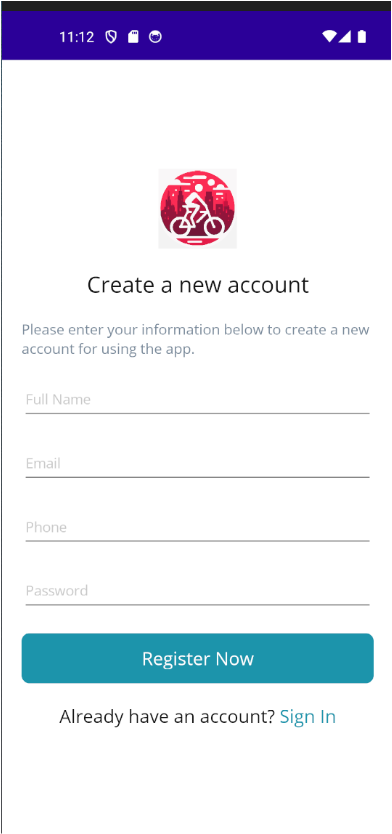 11:12
Create a new account
Please enter your information below to create a new
account for using the app.
Full Name
Email
Phone
Password
Register Now
Already have an account? Sign In